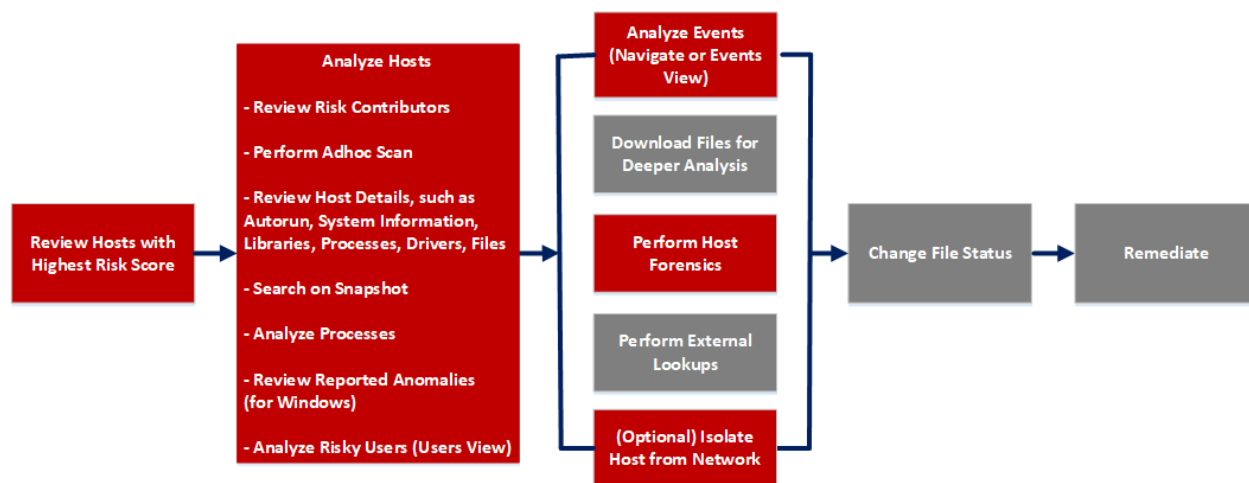 Review Hosts with
Highest Risk Score
Analyze Hosts
- Review Risk Contributors
- Perform Adhoc Scan
- Review Host Details, such as
Autorun, System Information,
Libraries, Processes, Drivers, Files
- Search on Snapshot
- Analyze Processes
- Review Reported Anomalies
(for Windows)
- Analyze Risky Users (Users View)
Analyze Events
(Navigate or Events
View)
Download Files for
Deeper Analysis
Perform Host
Forensics
Perform External
Lookups
(Optional) Isolate
Host from Network
Change File Status
Remediate